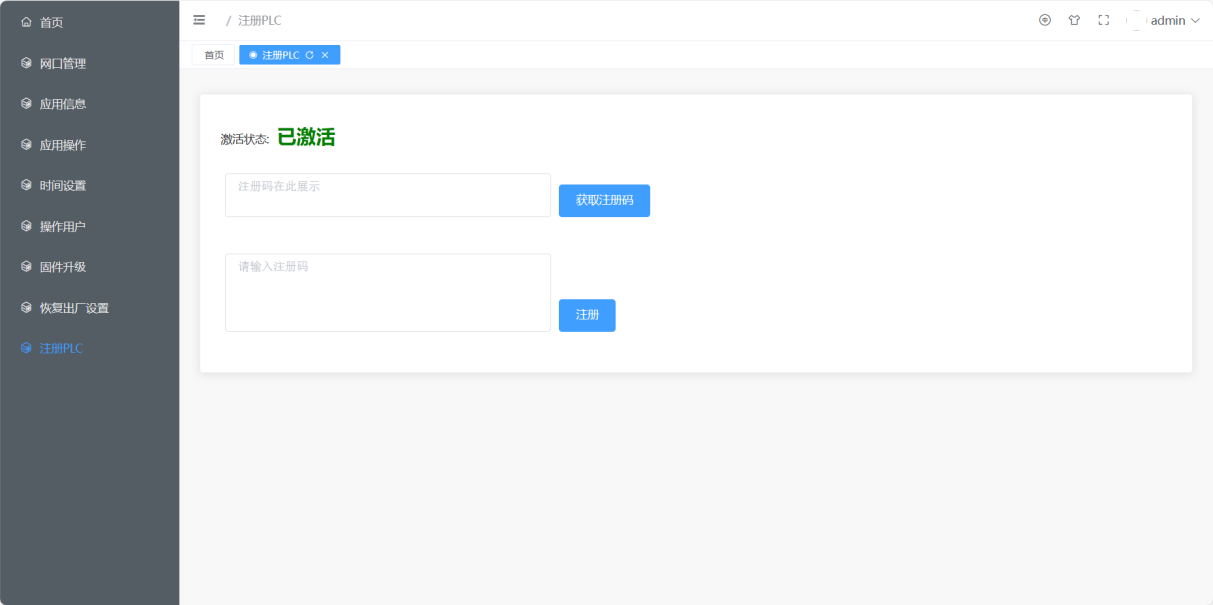 首页
网口管理
应用信息
应用操作
时间设置
操作用户
固件升级
恢复出厂设置
注册PLC
/ 注册PLC
admin
首页
注册PLC
激活状态: 已激活
注册码在此展示
获取注册码
请输入注册码
注册